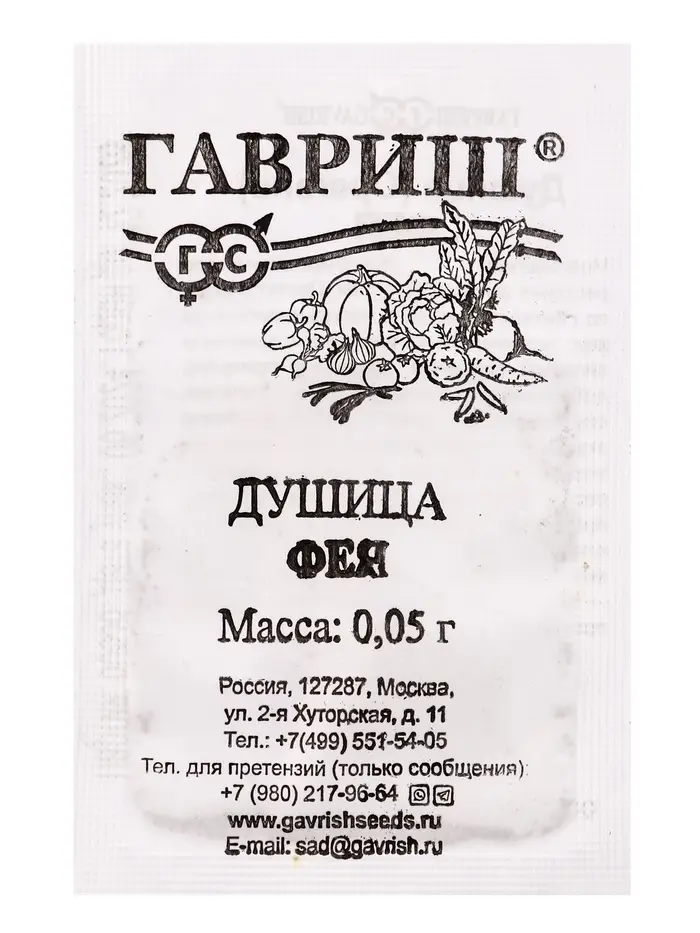 ГАВРИШ®
ГС
ДУШИЦА
ФЕЯ
Масса: 0,05 г
Россия, 127287, Москва,
ул. 2-я Хуторская, д. 11
Тел.: +7(499) 551-54-05
Тел. для претензий (только сообщения):
+7 (980) 217-96-64
www.gavrishseeds.ru
E-mail: sad@gavrish.ru